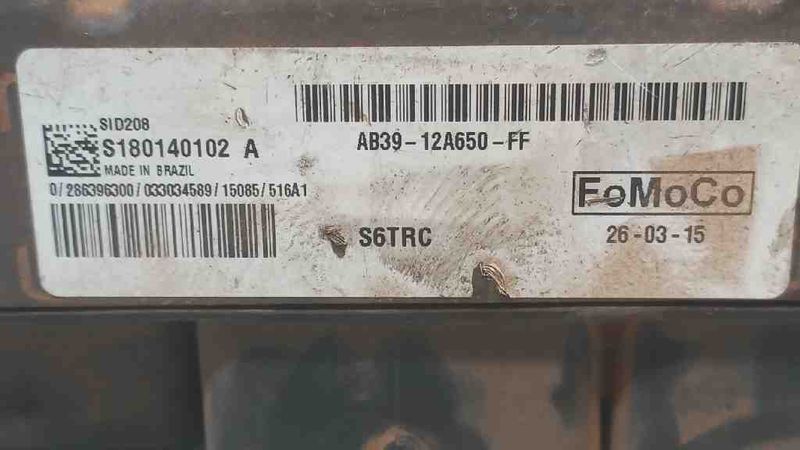 SID208
S180140102 A
MADE IN BRAZIL
0/286396300/033034589/15085/516A1
AB39-12A650-FF
FoMoCo
S6TRC
26-03-15